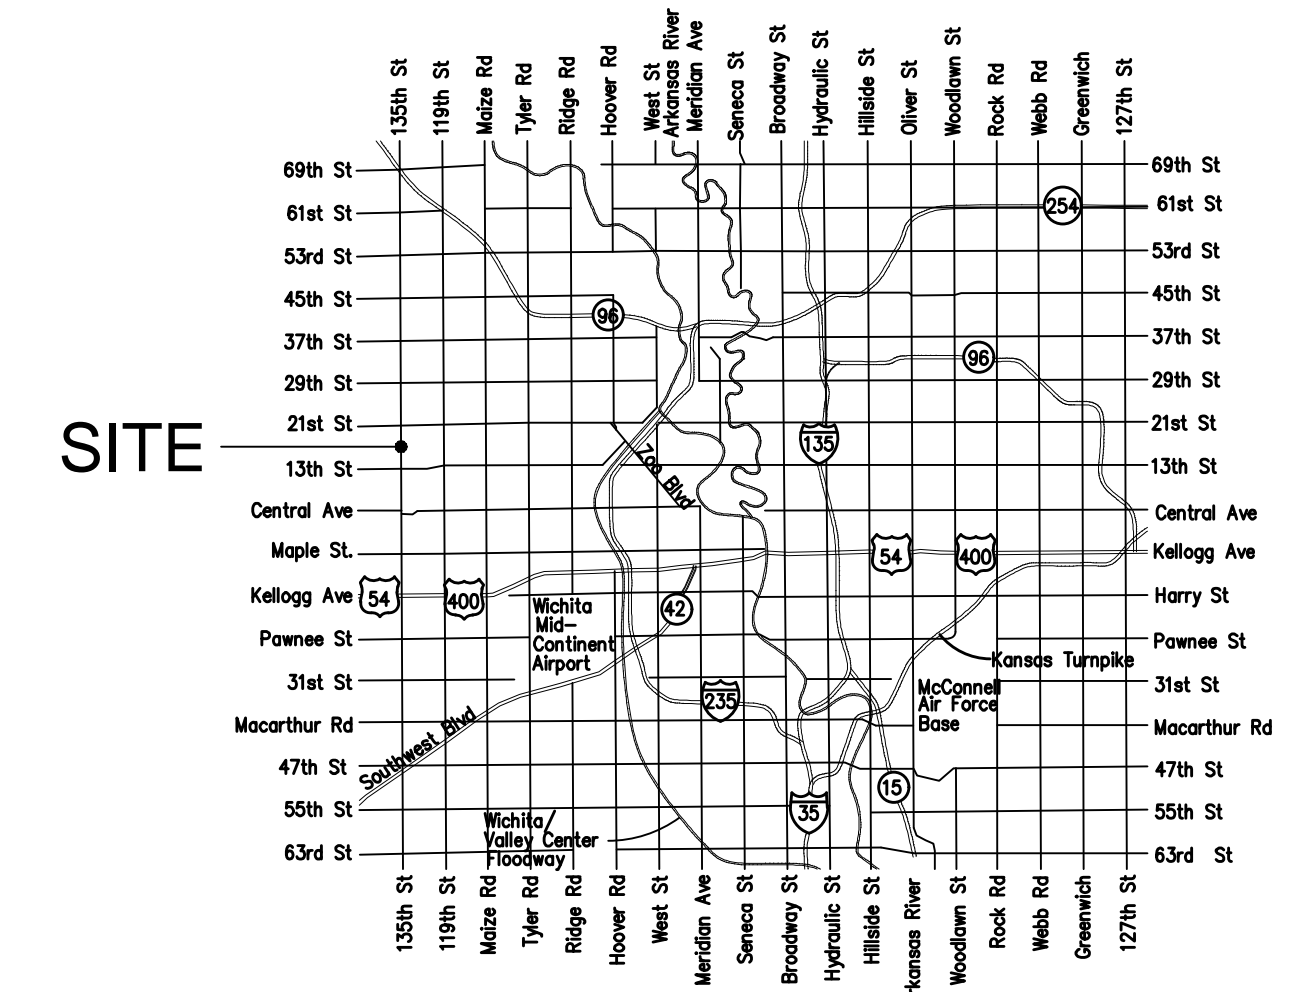 135th St
119th St
Maize Rd
Tyler Rd
Ridge Rd
Hoover Rd
West St
Arkansas River
Meridian Ave
Seneca St
Broadway St
Hydraulic St
Hillside St
Oliver St
Woodlawn St
Rock Rd
Webb Rd
Greenwich
127th St
69th St
61st St
53rd St
45th St
37th St
29th St
21st St
13th St
Central Ave
Maple St.
Kellogg Ave
Pawnee St
31st St
Macarthur Rd
47th St
55th St
63rd St
SITE
254
96
96
135
Zoo Blvd
54
400
54
400
42
Wichita
Mid-
Continent
Airport
Kansas Turnpike
McConnell
Air Force
Base
235
Southwest Blvd
15
35
Wichita/
Valley Center
Floodway
69th St
61st St
53rd St
45th St
37th St
29th St
21st St
13th St
Central Ave
Kellogg Ave
Harry St
Pawnee St
31st St
Macarthur Rd
47th St
55th St
63rd St
135th St
119th St
Maize Rd
Tyler Rd
Ridge Rd
Hoover Rd
West St
Meridian Ave
Seneca St
Broadway St
Hydraulic St
Hillside St
rkansas River
Woodlawn St
Rock Rd
Webb Rd
Greenwich
127th St